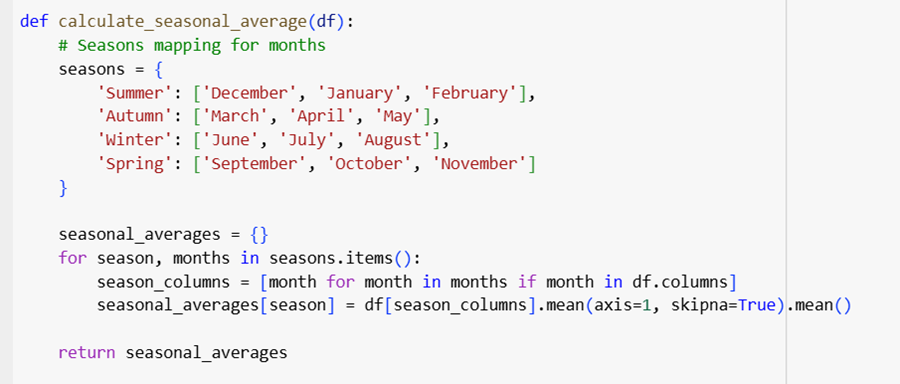 def calculate_seasonal_average(df):
    # Seasons mapping for months
    seasons = {
        'Summer': ['December', 'January', 'February'],
        'Autumn': ['March', 'April', 'May'],
        'Winter': ['June', 'July', 'August'],
        'Spring': ['September', 'October', 'November']
    }
    seasonal_averages = {}
    for season, months in seasons.items():
        season_columns = [month for month in months if month in df.columns]
        seasonal_averages[season] = df[season_columns].mean(axis=1, skipna=True).mean()
    return seasonal_averages